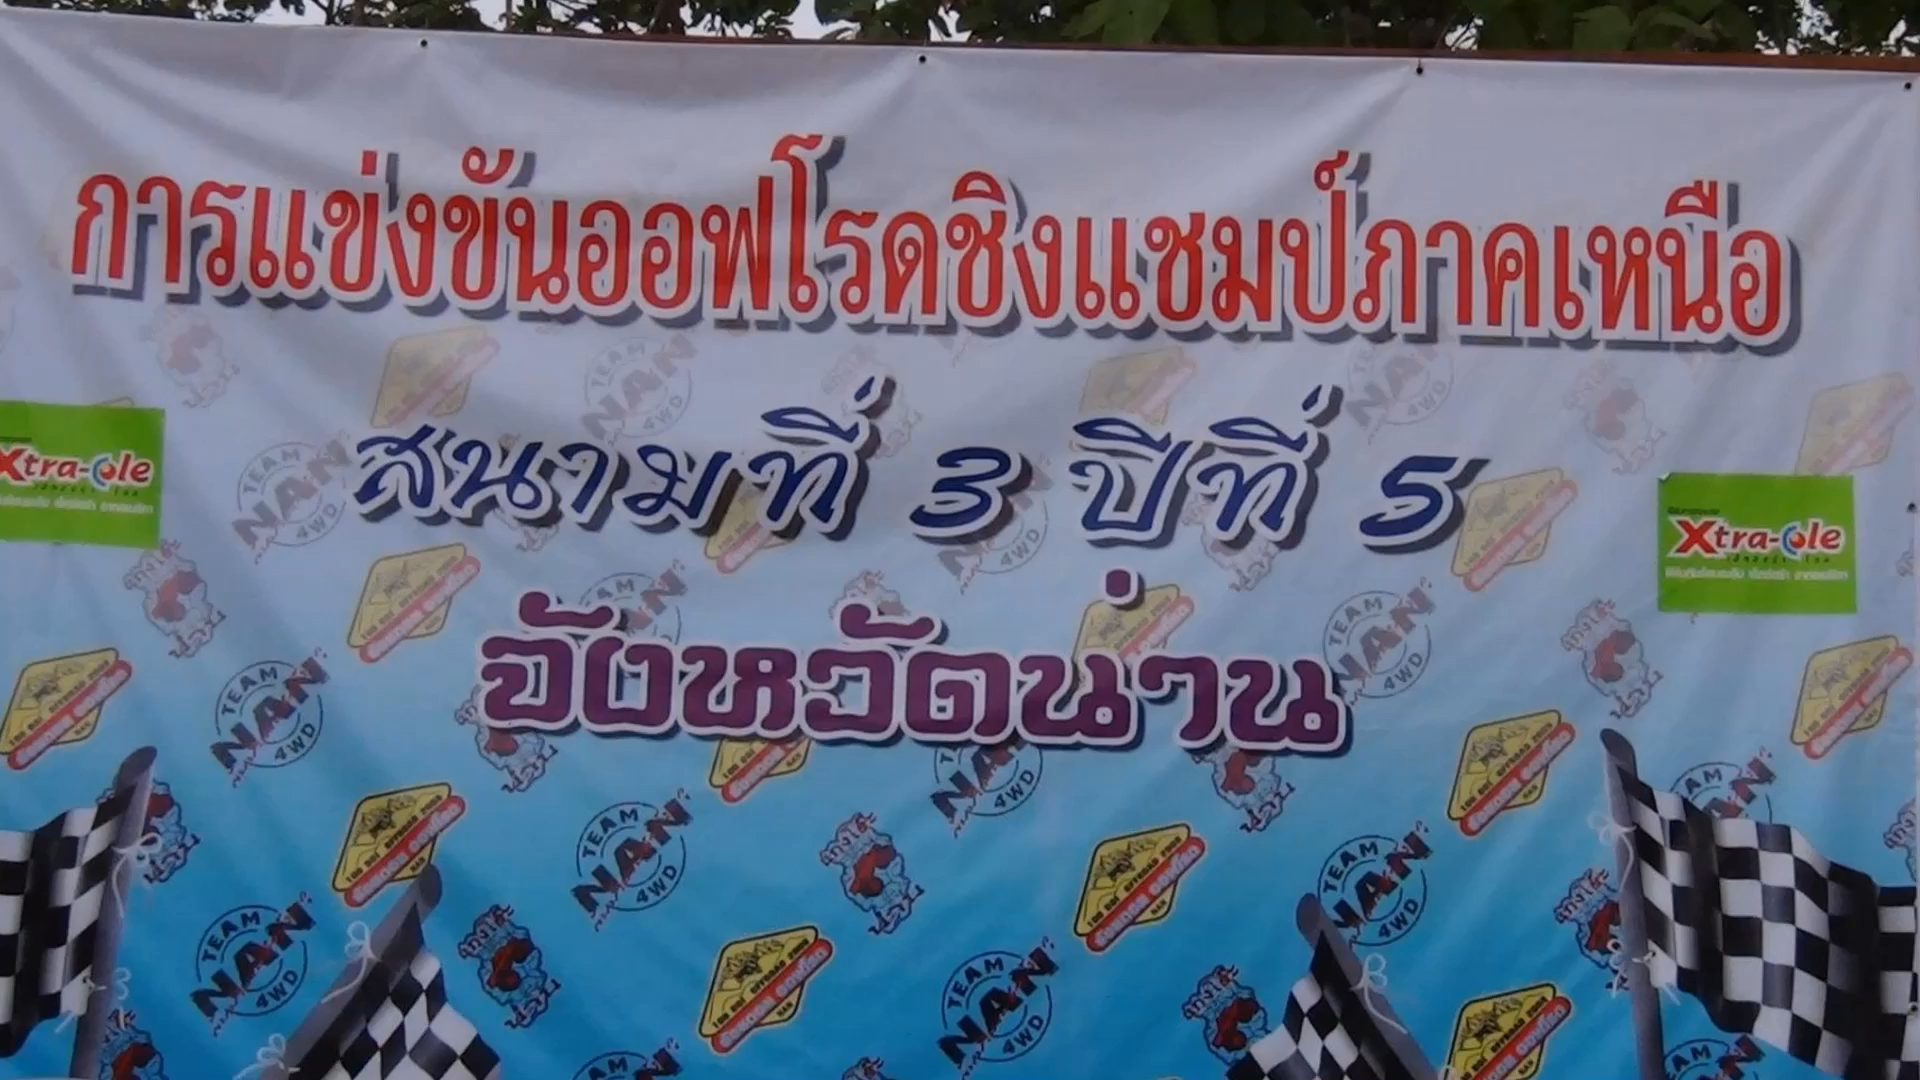 การแข่งขันออฟโรดชิงแชมป์ภาคเหนือ
สนามที่ 3 ปีที่ 5
จังหวัดน่าน
Xtra-Cole
Xtra-Cole
TEAM NAN 4WD